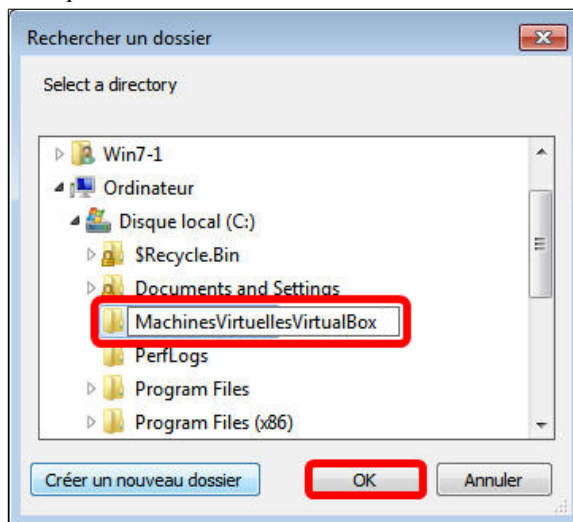 Rechercher un dossier
Select a directory
Win7-1
Ordinateur
Disque local (C:)
$Recycle.Bin
Documents and Settings
MachinesVirtuellesVirtualBox
PerfLogs
Program Files
Program Files (x86)
Créer un nouveau dossier OK Annuler